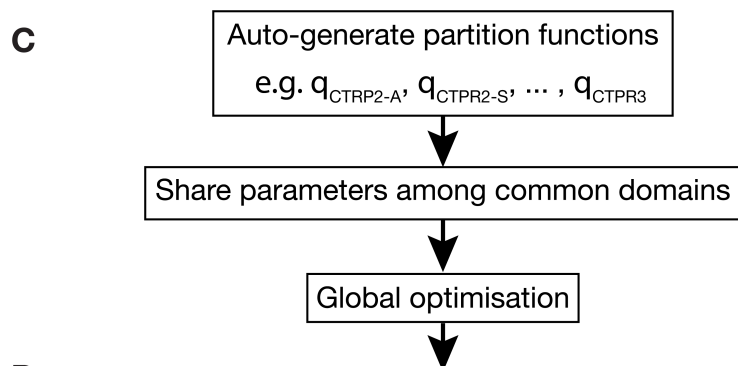 C
Auto-generate partition functions
e.g. qCTRP2-A, qCTPR2-S, ... , qCTPR3
Share parameters among common domains
Global optimisation